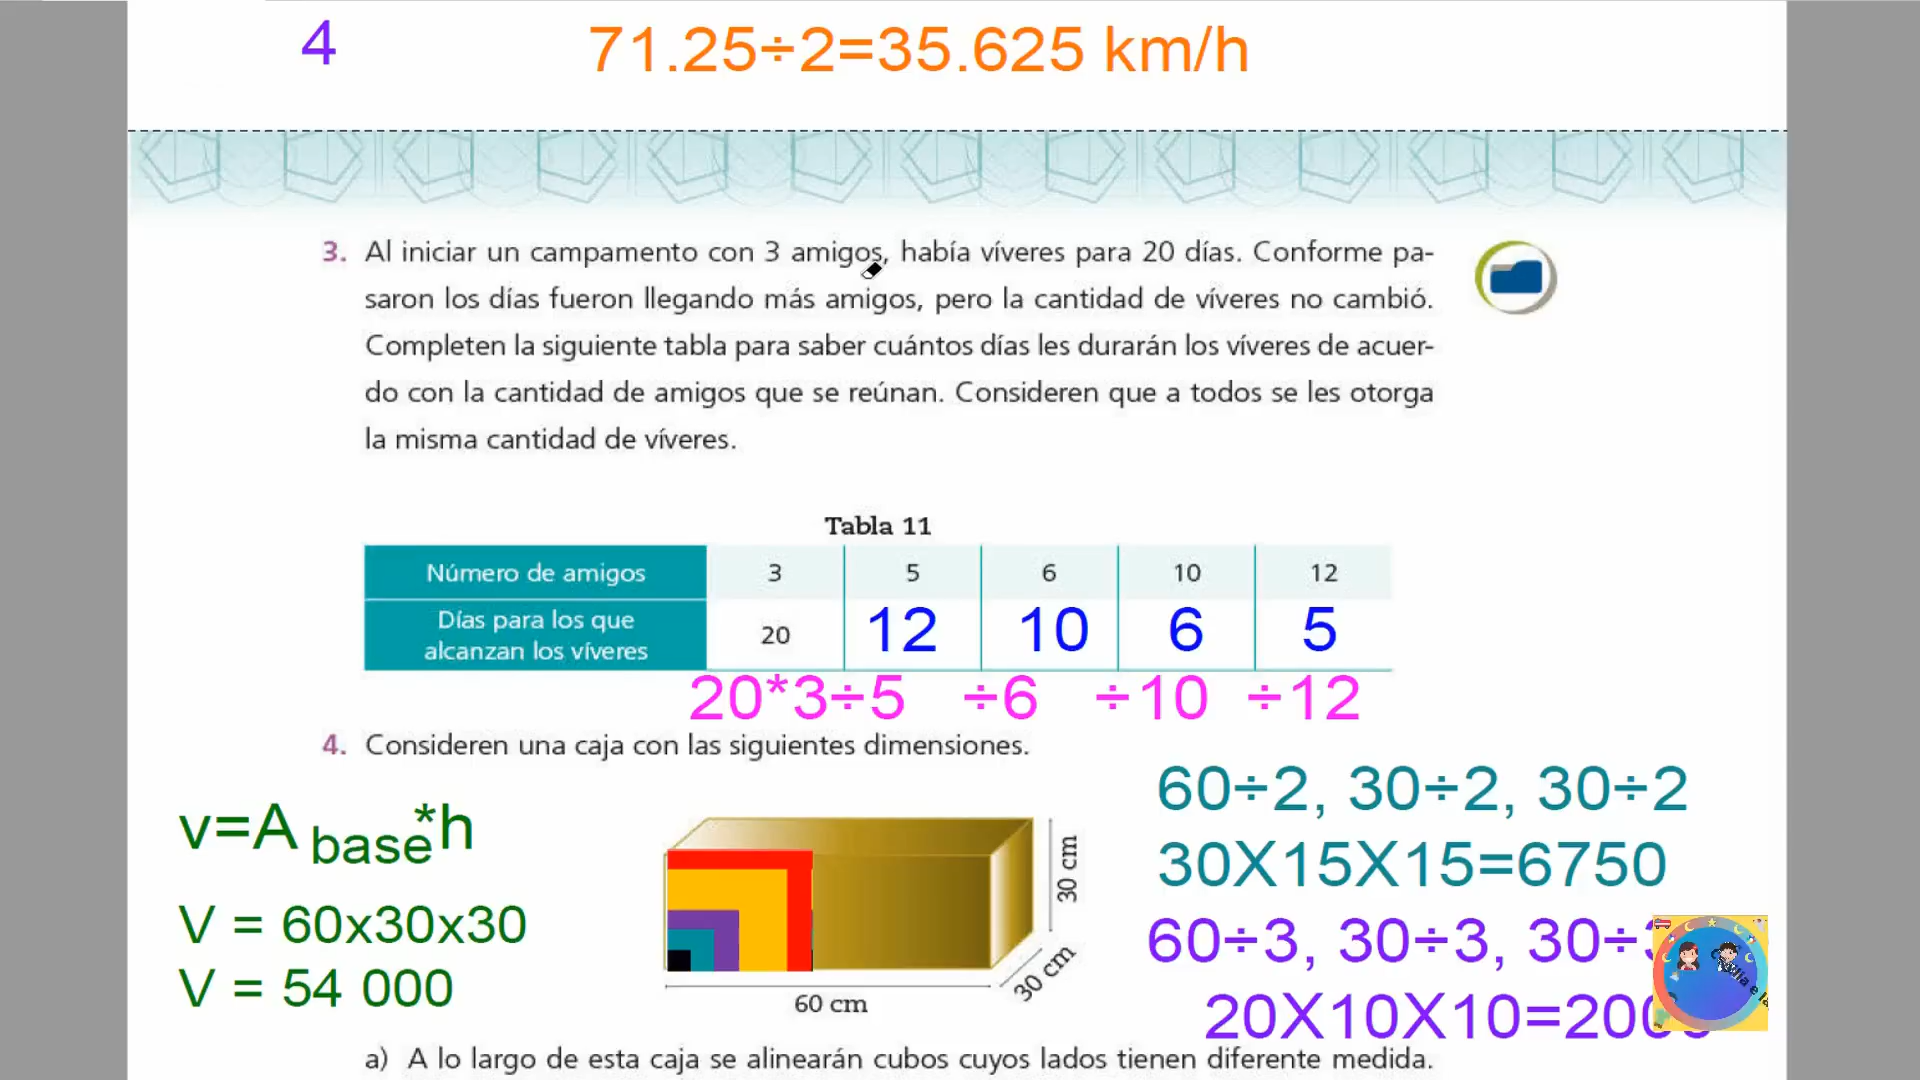 4
71.25÷2=35.625 km/h
3. Al iniciar un campamento con 3 amigos, había víveres para 20 días. Conforme pa-
saron los días fueron llegando más amigos, pero la cantidad de víveres no cambió.
Completen la siguiente tabla para saber cuántos días les durarán los víveres de acuer-
do con la cantidad de amigos que se reúnan. Consideren que a todos se les otorga
la misma cantidad de víveres.
Tabla 11
Número de amigos 3 5 6 10 12
Días para los que
alcanzan los víveres 20 12 10 6 5
20*3÷5 ÷6 ÷10 ÷12
4. Consideren una caja con las siguientes dimensiones.
v=A base*h
V = 60x30x30
V = 54 000
30 cm
30 cm
60 cm
60÷2, 30÷2, 30÷2
30X15X15=6750
60÷3, 30÷3, 30÷
20X10X10=200
a) A lo largo de esta caja se alinearán cubos cuyos lados tienen diferente medida.